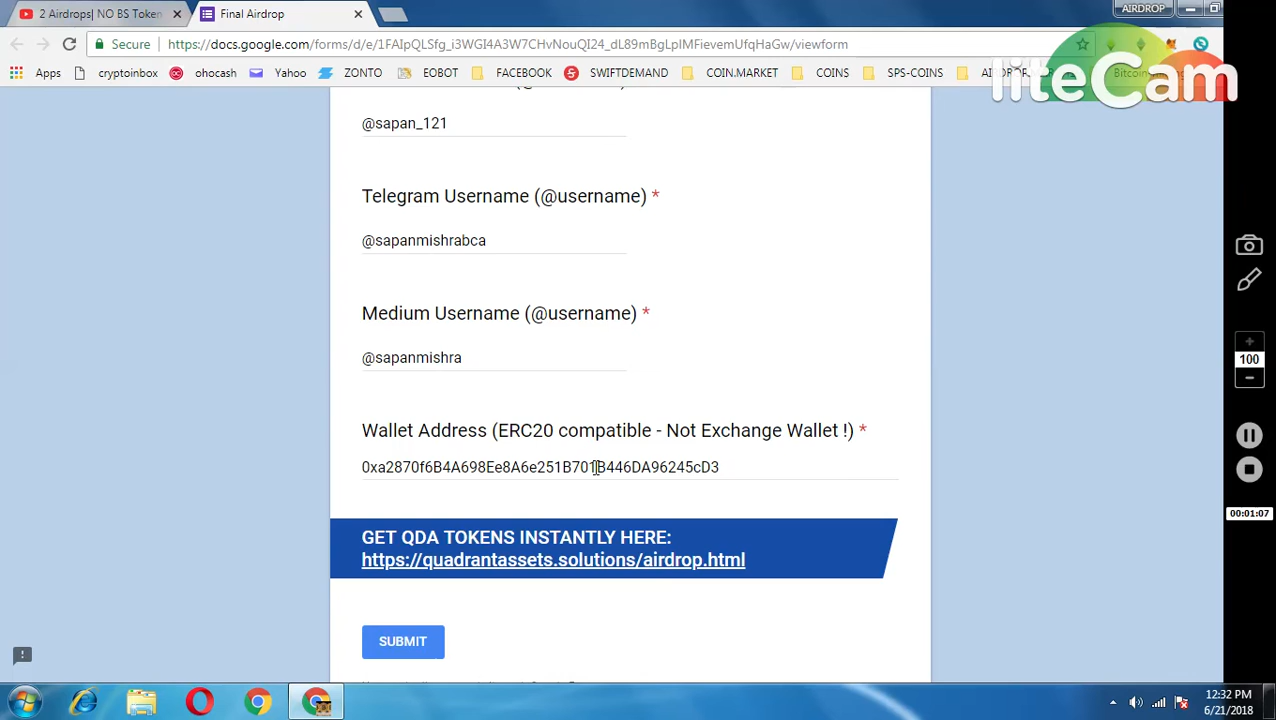 2 Airdrops| NO BS Token
Final Airdrop
AIRDROP
Secure
https://docs.google.com/forms/d/e/1FAIpQLSfg_i3WGI4A3W7CHvNouQI24_dL89mBgLpIMFievemUfqHaGw/viewform
Apps
cryptoinbox
ohocash
Yahoo
ZONTO
EOBOT
FACEBOOK
SWIFTDEMAND
COIN.MARKET
COINS
SPS-COINS
liteCam
@sapan_121
Telegram Username (@username) *
@sapanmishrabca
Medium Username (@username) *
@sapanmishra
100
Wallet Address (ERC20 compatible - Not Exchange Wallet !) *
0xa2870f6B4A698Ee8A6e251B701B446DA96245cD3
00:01:07
GET QDA TOKENS INSTANTLY HERE:
https://quadrantassets.solutions/airdrop.html
SUBMIT
12:32 PM
6/21/2018